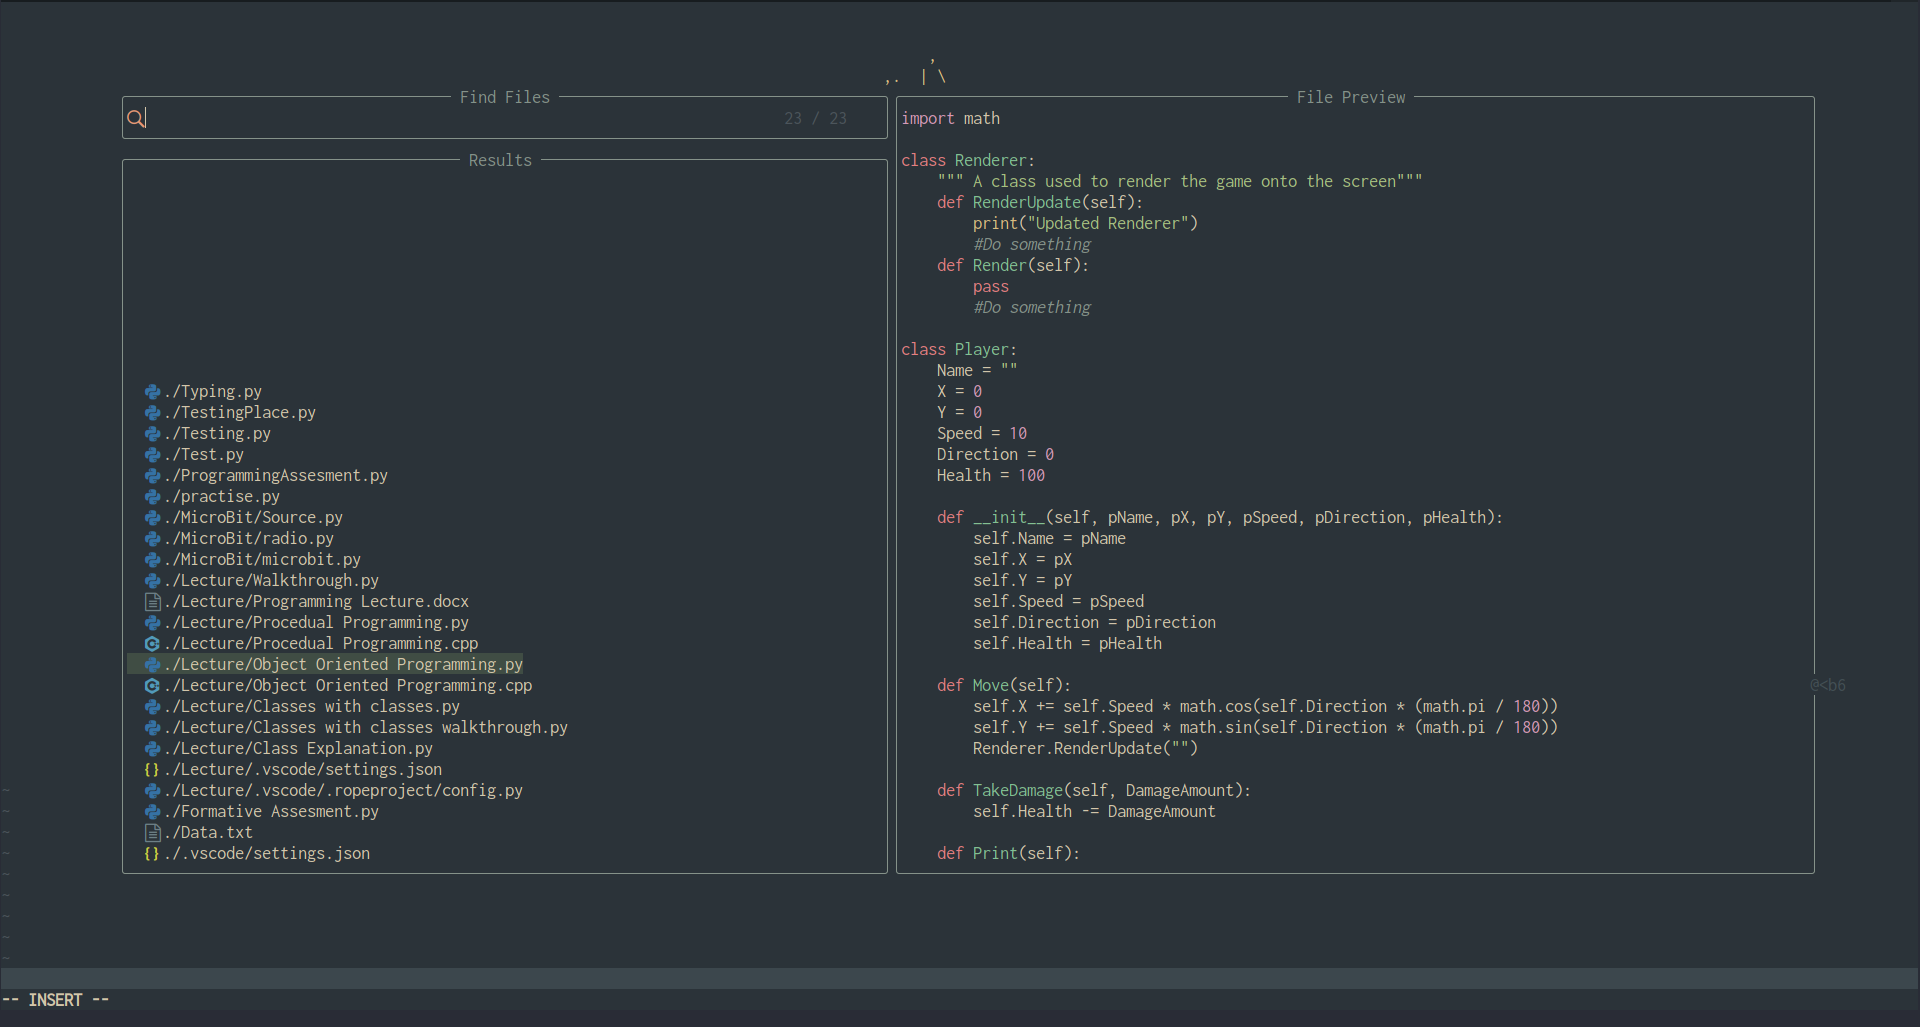 Find Files
23 / 23
Results
./Typing.py
./TestingPlace.py
./Testing.py
./Test.py
./ProgrammingAssesment.py
./practise.py
./MicroBit/Source.py
./MicroBit/radio.py
./MicroBit/microbit.py
./Lecture/Walkthrough.py
./Lecture/Programming Lecture.docx
./Lecture/Procedual Programming.py
./Lecture/Procedual Programming.cpp
./Lecture/Object Oriented Programming.py
./Lecture/Object Oriented Programming.cpp
./Lecture/Classes with classes.py
./Lecture/Classes with classes walkthrough.py
./Lecture/Class Explanation.py
./Lecture/.vscode/settings.json
./Lecture/.vscode/.ropeproject/config.py
./Formative Assesment.py
./Data.txt
./.vscode/settings.json
File Preview
import math
class Renderer:
    """ A class used to render the game onto the screen"""
    def RenderUpdate(self):
        print("Updated Renderer")
        #Do something
    def Render(self):
        pass
        #Do something
class Player:
    Name = ""
    X = 0
    Y = 0
    Speed = 10
    Direction = 0
    Health = 100
    def __init__(self, pName, pX, pY, pSpeed, pDirection, pHealth):
        self.Name = pName
        self.X = pX
        self.Y = pY
        self.Speed = pSpeed
        self.Direction = pDirection
        self.Health = pHealth
    def Move(self):
        self.X += self.Speed * math.cos(self.Direction * (math.pi / 180))
        self.Y += self.Speed * math.sin(self.Direction * (math.pi / 180))
        Renderer.RenderUpdate("")
    def TakeDamage(self, DamageAmount):
        self.Health -= DamageAmount
    def Print(self):
@<b6
-- INSERT --